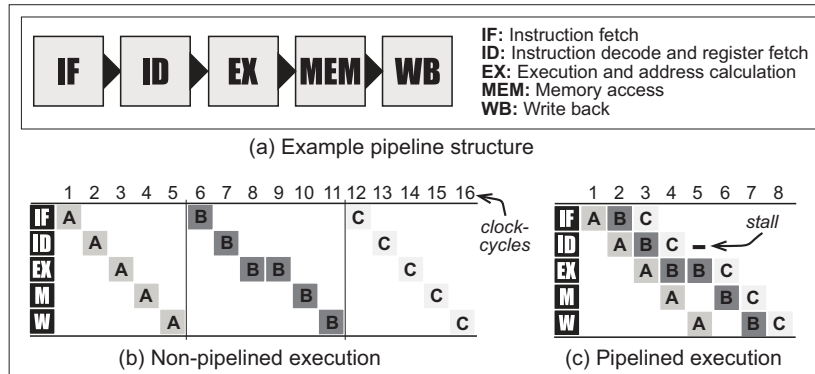 IF ID EX MEM WB
IF: Instruction fetch
ID: Instruction decode and register fetch
EX: Execution and address calculation
MEM: Memory access
WB: Write back
(a) Example pipeline structure
1 2 3 4 5 6 7 8 9 10 11 12 13 14 15 16
IF A B C
ID A B C
EX A B B C
M A B C
W A B C
clock-
cycles
(b) Non-pipelined execution
1 2 3 4 5 6 7 8
IF A B C
ID A B C
stall
EX A B B C
M A B C
W A B C
(c) Pipelined execution